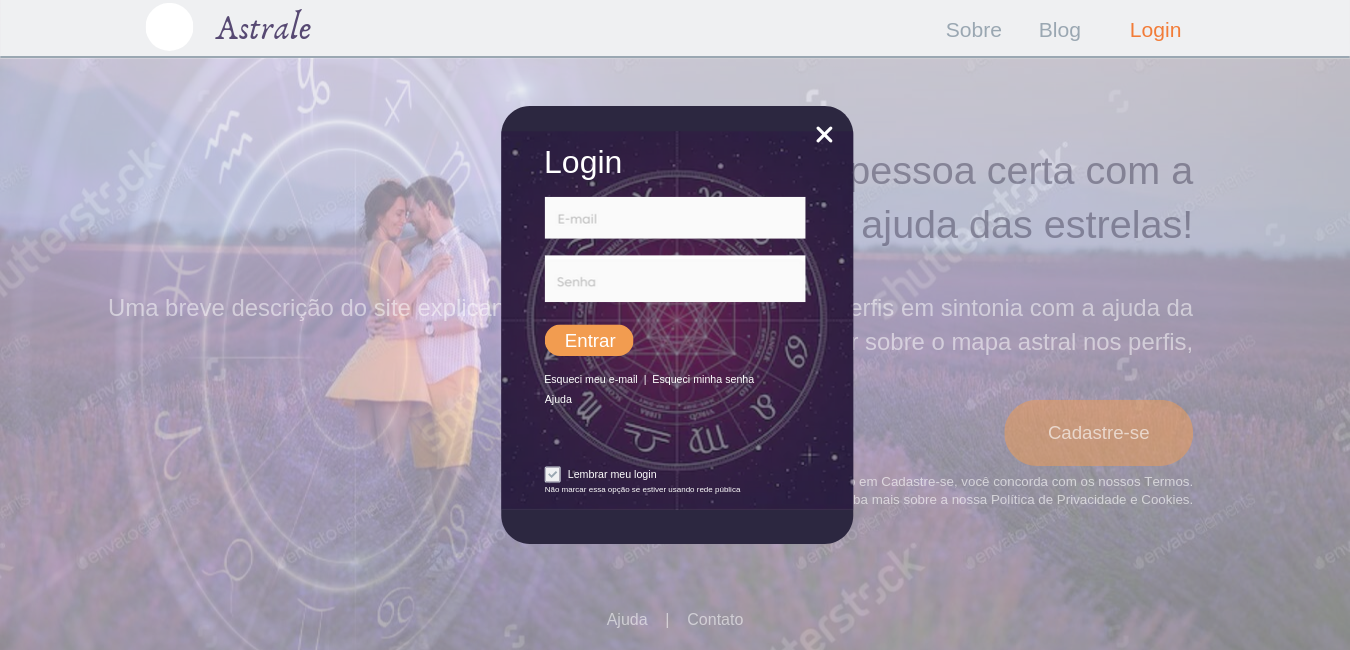 Astrale
Sobre
Blog
Login
pessoa certa com a
ajuda das estrelas!
Uma breve descrição do site explicar
erfis em sintonia com a ajuda da
sobre o mapa astral nos perfis,
Cadastre-se
em Cadastre-se, você concorda com os nossos Termos.
mais sobre a nossa Política de Privacidade e Cookies.
Login
E-mail
Senha
Entrar
Esqueci meu e-mail | Esqueci minha senha
Ajuda
Lembrar meu login
Não marcar essa opção se estiver usando rede pública
Ajuda | Contato
shutterstock
envatoelements